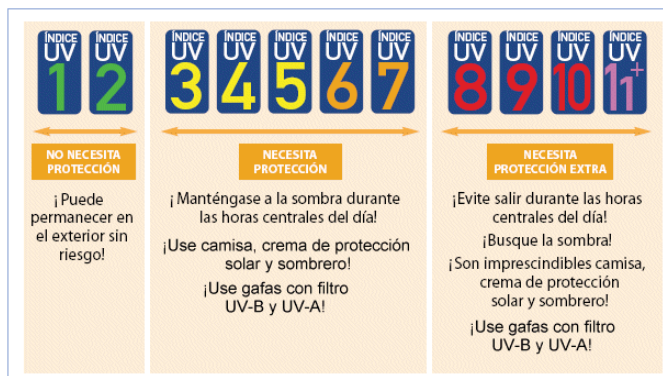 ÍNDICE UV 1
ÍNDICE UV 2
NO NECESITA
PROTECCIÓN
¡Puede
permanecer en
el exterior sin
riesgo!
ÍNDICE UV 3
ÍNDICE UV 4
ÍNDICE UV 5
ÍNDICE UV 6
ÍNDICE UV 7
NECESITA
PROTECCIÓN
¡Manténgase a la sombra durante
las horas centrales del día!
¡Use camisa, crema de protección
solar y sombrero!
¡Use gafas con filtro
UV-B y UV-A!
ÍNDICE UV 8
ÍNDICE UV 9
ÍNDICE UV 10
ÍNDICE UV 11+
NECESITA
PROTECCIÓN EXTRA
¡Evite salir durante las horas
centrales del día!
¡Busque la sombra!
¡Son imprescindibles camisa,
crema de protección
solar y sombrero!
¡Use gafas con filtro
UV-B y UV-A!